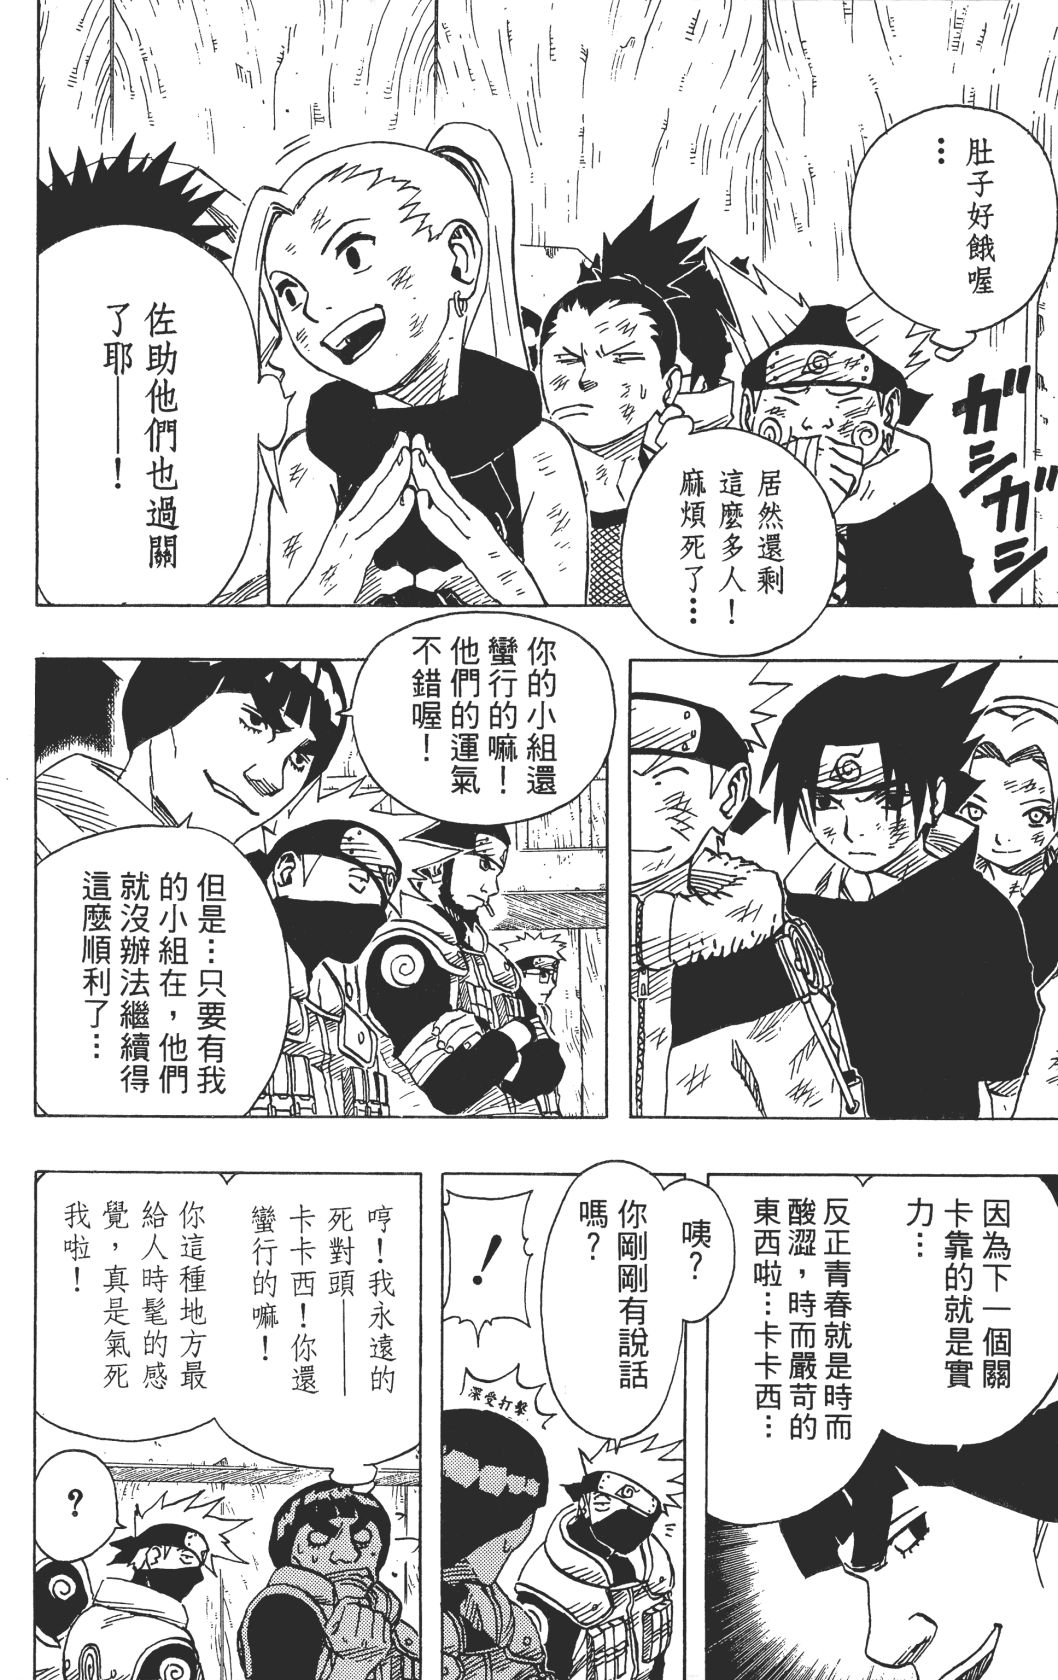 肚子好餓喔
…
ガシガシ
居然還剩
這麼多人！
麻煩死了…
佐助他們也過關
了耶——！
你的小組還
蠻行的嘛！
他們的運氣
不錯喔！
但是…只要有我
的小組在，他們
就沒辦法繼續得
這麼順利了…
因為下一個關
卡靠的就是實
力…
反正青春就是時而
酸澀，時而嚴苛的
東西啦…卡卡西…
咦？
你剛剛有說話
嗎？
！
深受打擊
哼！我永遠的
死對頭——
卡卡西！你還
蠻行的嘛！
你這種地方最
給人時髦的感
覺，真是氣死
我啦！
？